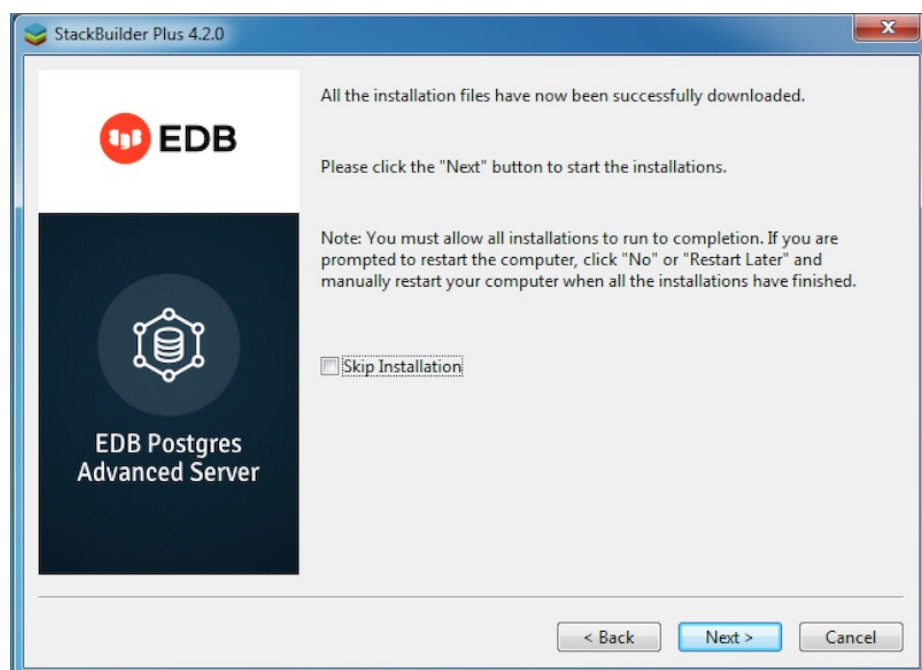 StackBuilder Plus 4.2.0
EDB
EDB Postgres
Advanced Server
All the installation files have now been successfully downloaded.
Please click the "Next" button to start the installations.
Note: You must allow all installations to run to completion. If you are
prompted to restart the computer, click "No" or "Restart Later" and
manually restart your computer when all the installations have finished.
Skip Installation
< Back
Next >
Cancel